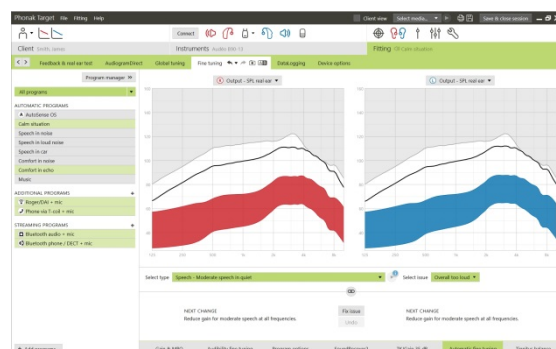 Phonak Target File Fitting Help
Client view Select media... Save & close session
Connect
Client Smith, James
Instruments Audéo B90-13
Fitting QR Calm situation
Feedback & real ear test AudiogramDirect Global tuning Fine tuning DataLogging Device options
Program manager
All programs
AUTOMATIC PROGRAMS
AutoSense OS
Calm situation
Speech in noise
Speech in loud noise
Speech in car
Comfort in noise
Comfort in echo
Music
ADDITIONAL PROGRAMS +
Roger/DAI + mic
Phone via T-coil + mic
STREAMING PROGRAMS +
Bluetooth audio + mic
Bluetooth phone / DECT + mic
Output - SPL real ear
Output - SPL real ear
Select type Speech - Moderate speech in quiet
Select issue Overall too loud
NEXT CHANGE
Reduce gain for moderate speech at all frequencies.
Fix issue
Undo
NEXT CHANGE
Reduce gain for moderate speech at all frequencies.